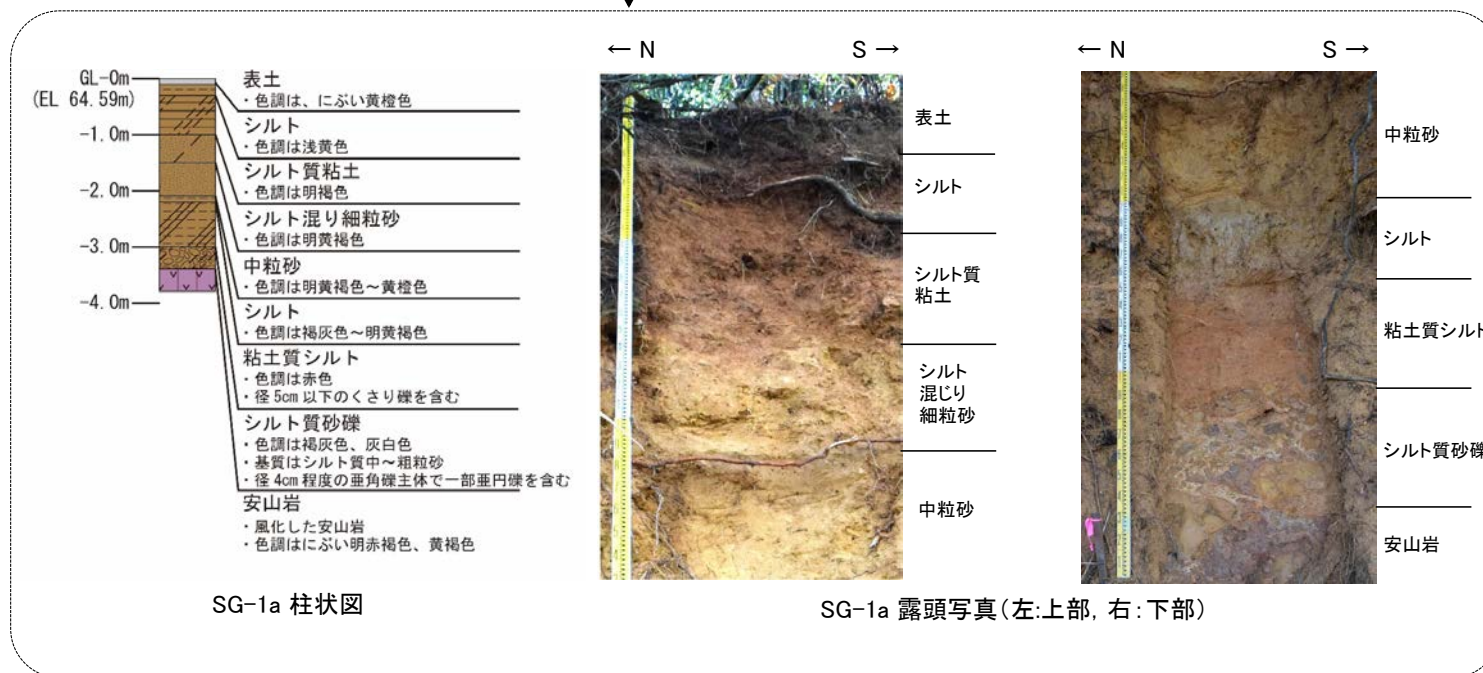 GL-0m
(EL 64.59m)
-1.0m
-2.0m
-3.0m
-4.0m
表土
・色調は、にぶい黄橙色
シルト
・色調は浅黄色
シルト質粘土
・色調は明褐色
シルト混り細粒砂
・色調は明黄褐色
中粒砂
・色調は明黄褐色～黄橙色
シルト
・色調は褐灰色～明黄褐色
粘土質シルト
・色調は赤色
・径5cm以下のくさり礫を含む
シルト質砂礫
・色調は褐灰色、灰白色
・基質はシルト質中～粗粒砂
・径4cm程度の亜角礫主体で一部亜円礫を含む
安山岩
・風化した安山岩
・色調はにぶい明赤褐色、黄褐色
SG-1a 柱状図
← N S →
表土
シルト
シルト質
粘土
シルト
混じり
細粒砂
中粒砂
← N S →
中粒砂
シルト
粘土質シルト
シルト質砂礫
安山岩
SG-1a 露頭写真(左:上部, 右:下部)